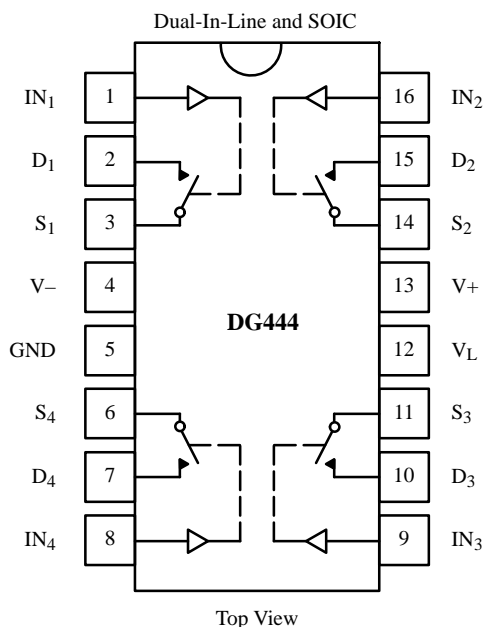 Dual-In-Line and SOIC
IN1 1 16 IN2
D1 2 15 D2
S1 3 14 S2
V– 4 13 V+
GND 5 DG444 12 VL
S4 6 11 S3
D4 7 10 D3
IN4 8 9 IN3
Top View